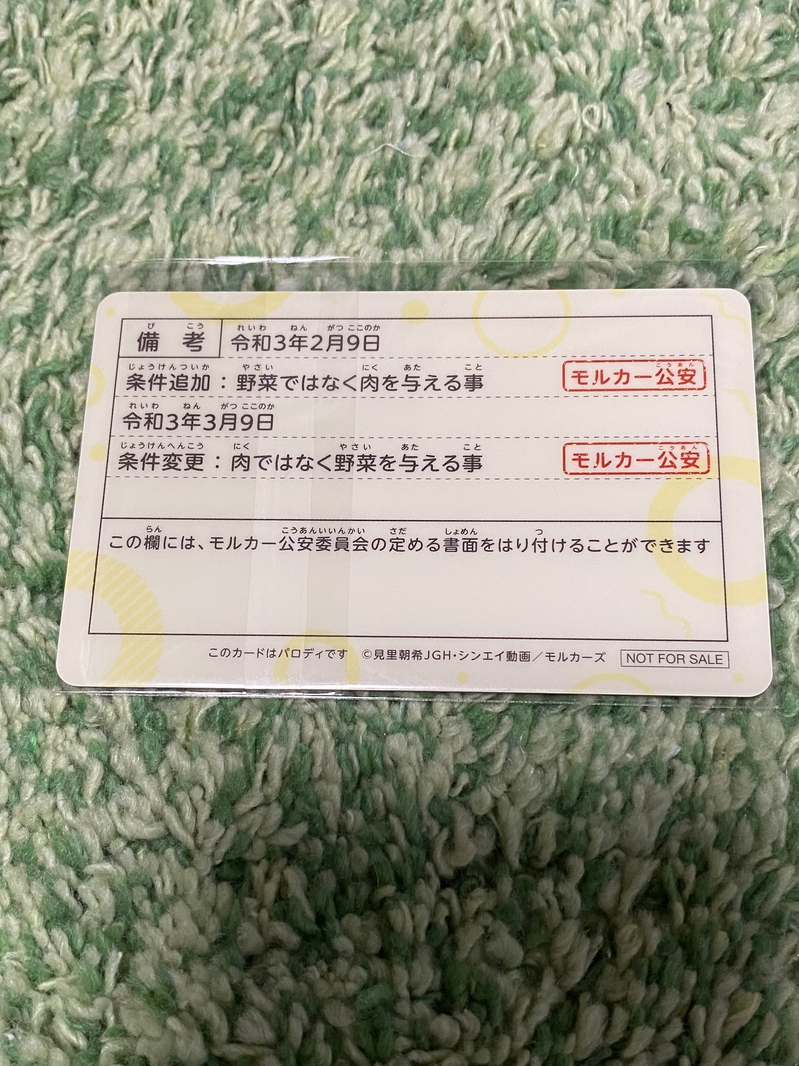 備考 令和3年2月9日
条件追加：野菜ではなく肉を与える事 モルカー公安
令和3年3月9日
条件変更：肉ではなく野菜を与える事 モルカー公安
この欄には、モルカー公安委員会の定める書面をはり付けることができます
このカードはパロディです ©見里朝希JGH・シンエイ動画／モルカーズ NOT FOR SALE